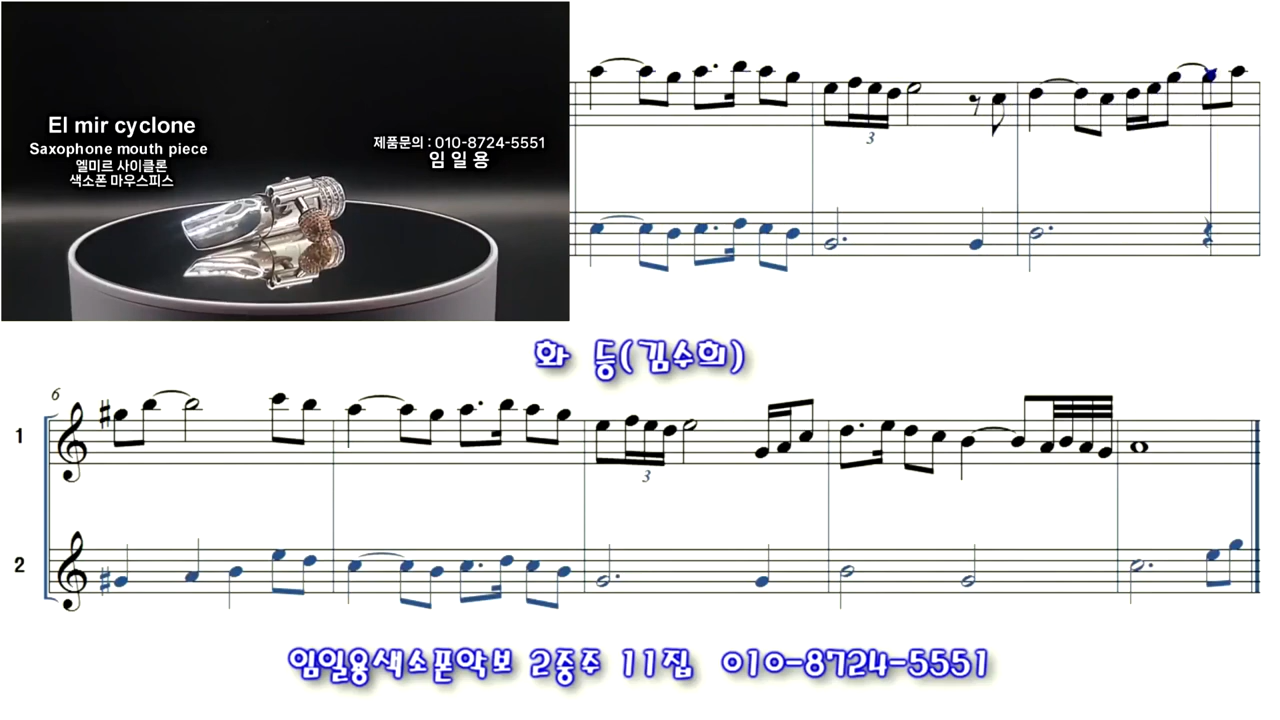 El mir cyclone
Saxophone mouth piece
엘미르 사이클론
색소폰 마우스피스
제품문의 : 010-8724-5551
임 일 용
3
화 등(김수희)
6
1
3
2
임일용색소폰악보 2중주 11집 010-8724-5551